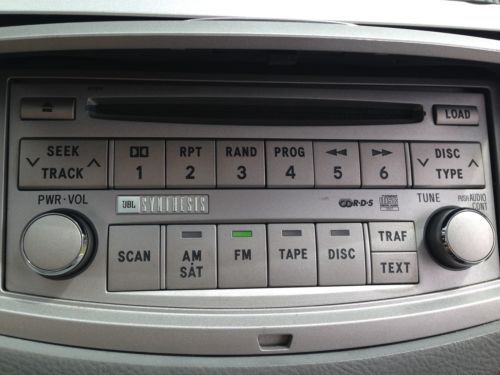 LOAD
SEEK TRACK
1
RPT 2
RAND 3
PROG 4
5
6
DISC TYPE
PWR·VOL
JBL SYNTHESIS
R·D·S
TUNE
PUSH AUDIO CONT
SCAN
AM SAT
FM
TAPE
DISC
TRAF
TEXT